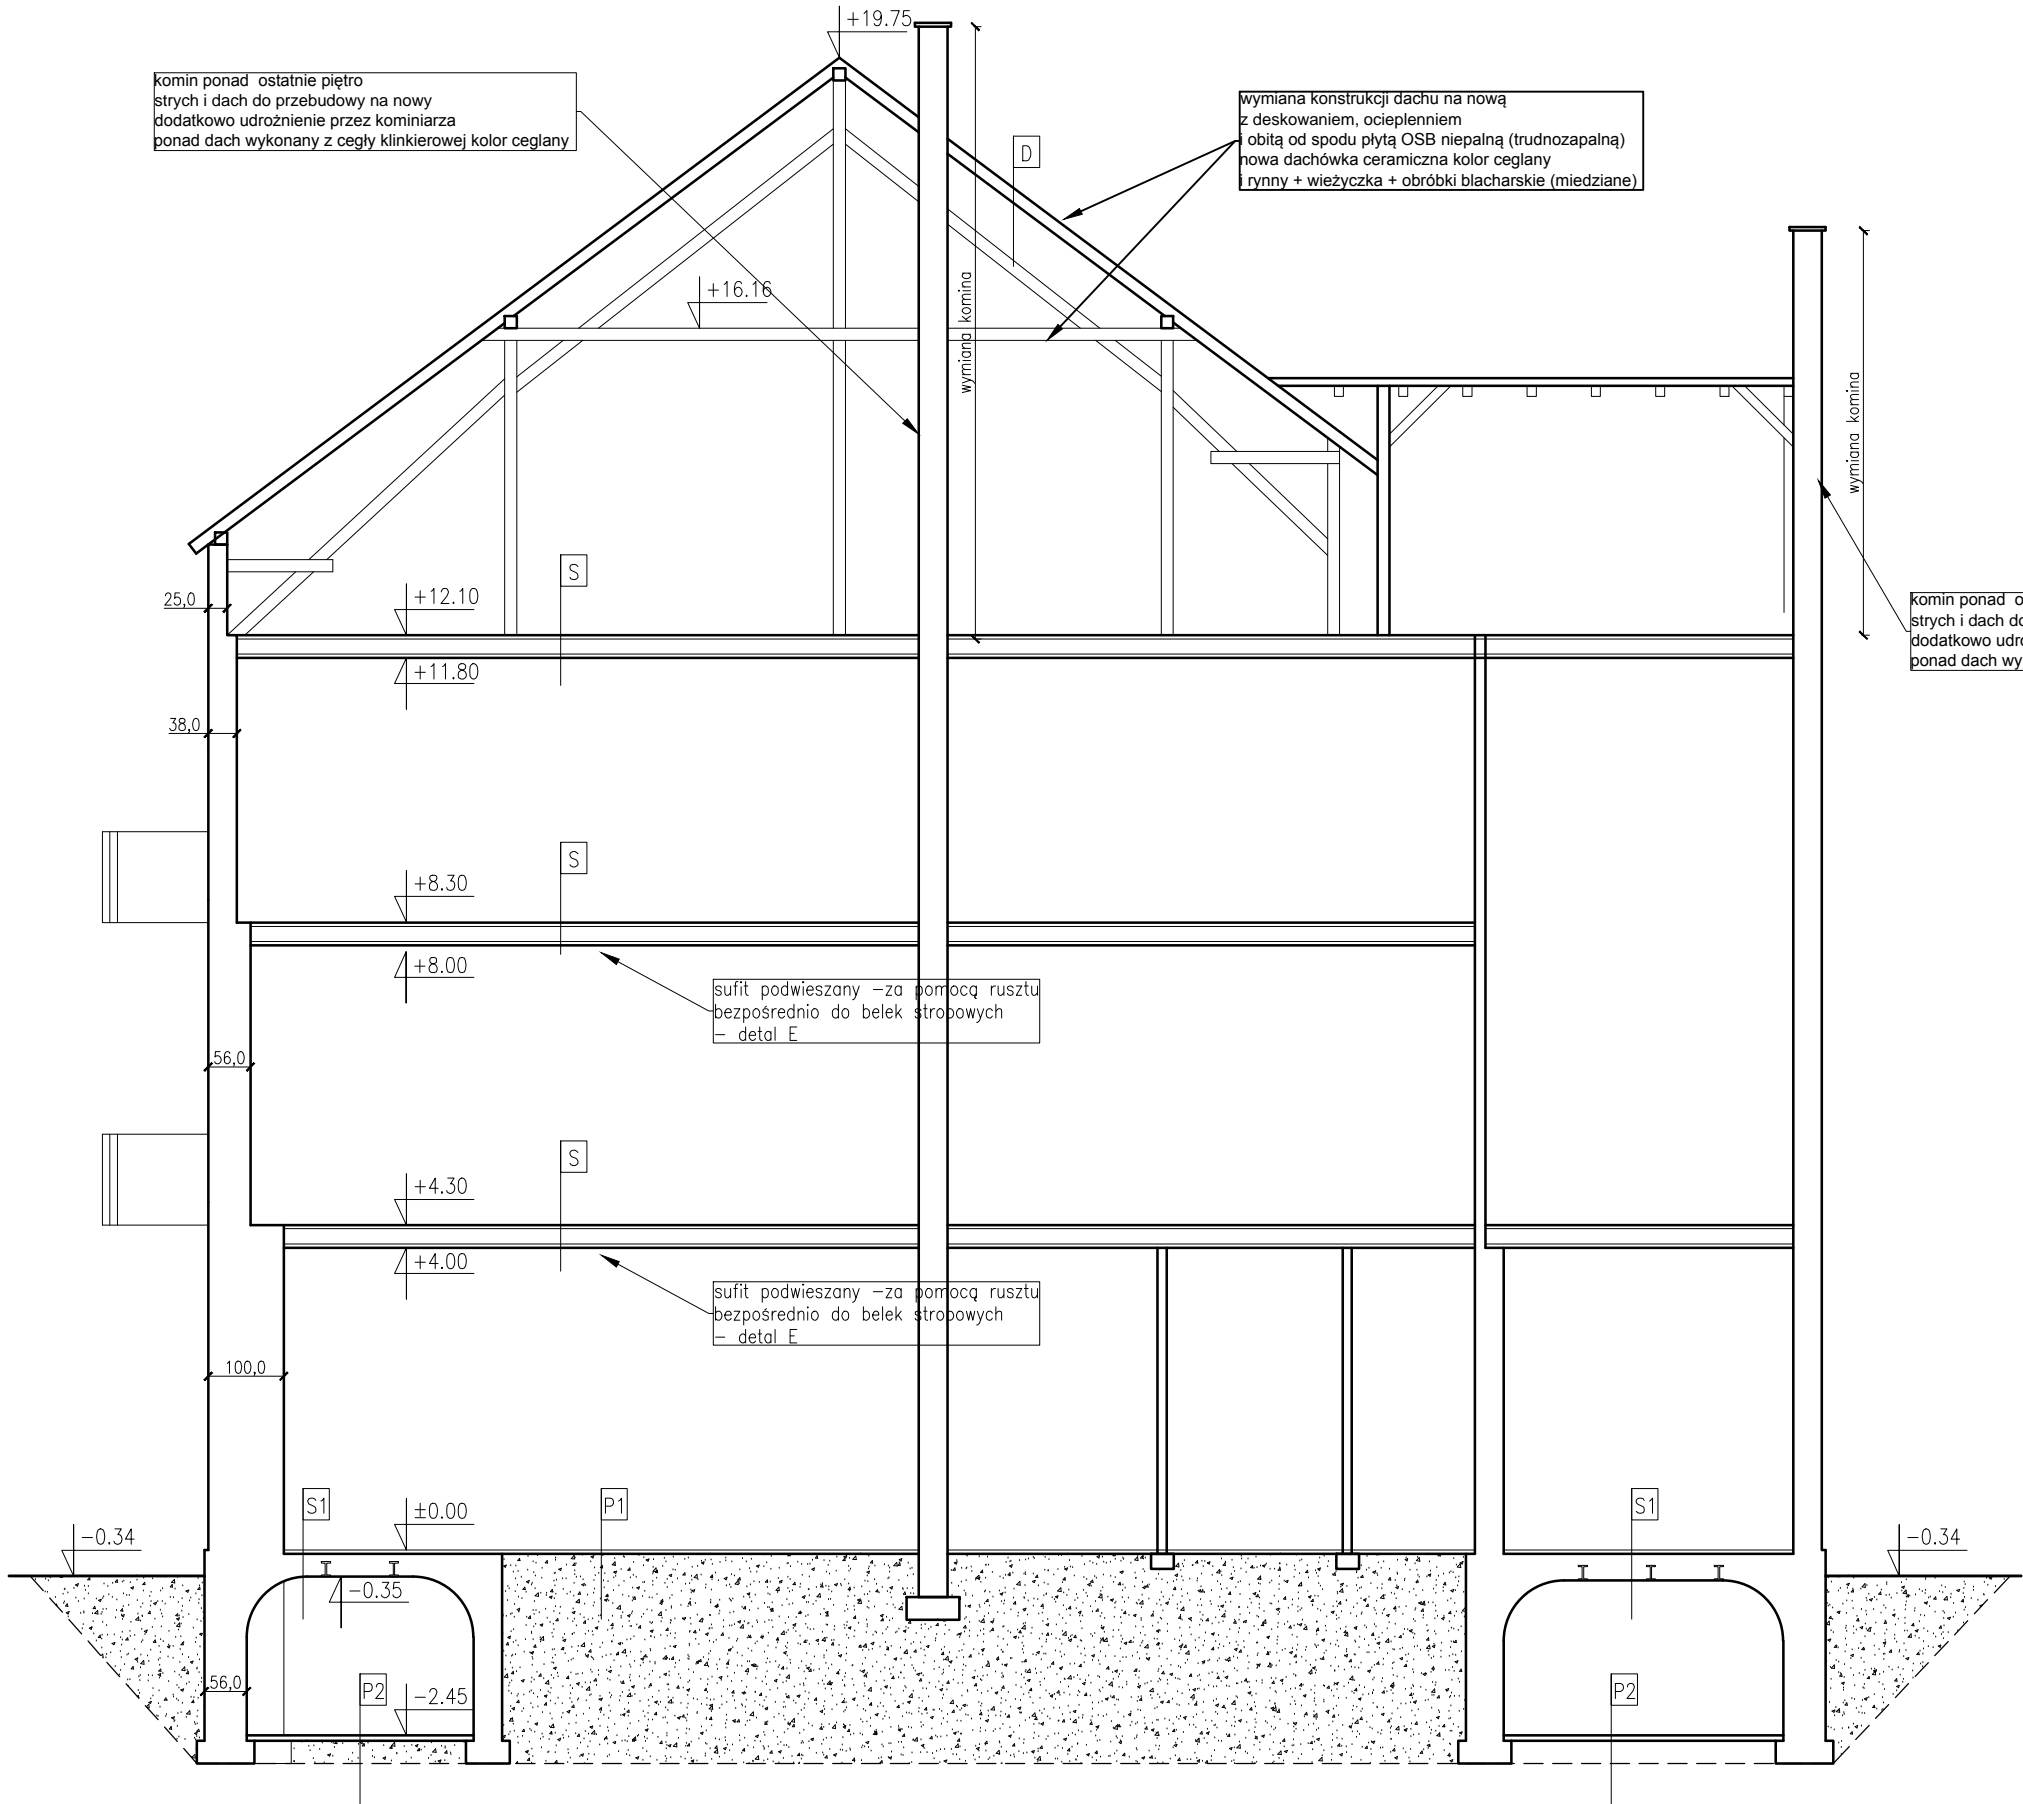 +19.75
komin ponad ostatnie piętro
strych i dach do przebudowy na nowy
dodatkowo udrożnienie przez kominiarza
ponad dach wykonany z cegły klinkierowej kolor ceglany
wymiana konstrukcji dachu na nową
z deskowaniem, ociepleniem
i obitą od spodu płytą OSB niepalną (trudnozapalną)
nowa dachówka ceramiczna kolor ceglany
i rynny + wieżyczka + obróbki blacharskie (miedziane)
D
+16.16
wymiana komina
wymiana komina
S
25,0
+12.10
komin ponad o
strych i dach do
dodatkowo udro
ponad dach wy
+11.80
38,0
S
+8.30
+8.00
sufit podwieszany –za pomocą rusztu
bezpośrednio do belek stropowych
– detal E
56,0
S
+4.30
+4.00
sufit podwieszany –za pomocą rusztu
bezpośrednio do belek stropowych
– detal E
100,0
S1
±0.00
P1
S1
−0.34
−0.34
−0.35
56,0
P2
−2.45
P2